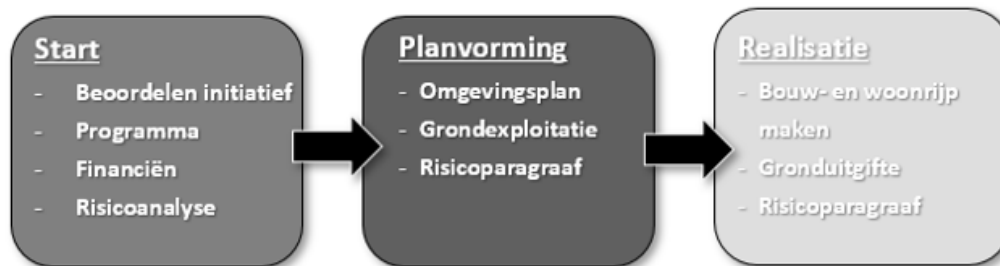 Start
- Beoordelen initiatief
- Programma
- Financiën
- Risicoanalyse
Planvorming
- Omgevingsplan
- Grondexploitatie
- Risicoparagraaf
Realisatie
- Bouw- en woonrijp
maken
- Gronduitgifte
- Risicoparagraaf